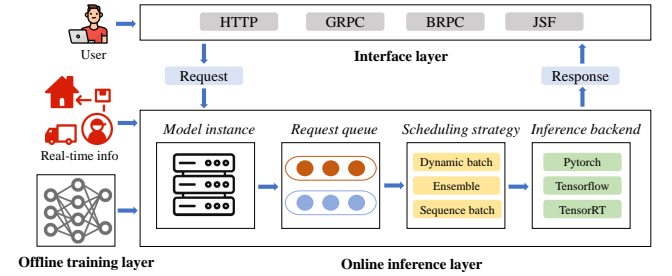 HTTP GRPC BRPC JSF
User
Interface layer
Request
Response
Model instance Request queue Scheduling strategy Inference backend
Real-time info
Dynamic batch
Ensemble
Sequence batch
Pytorch
Tensorflow
TensorRT
Offline training layer
Online inference layer